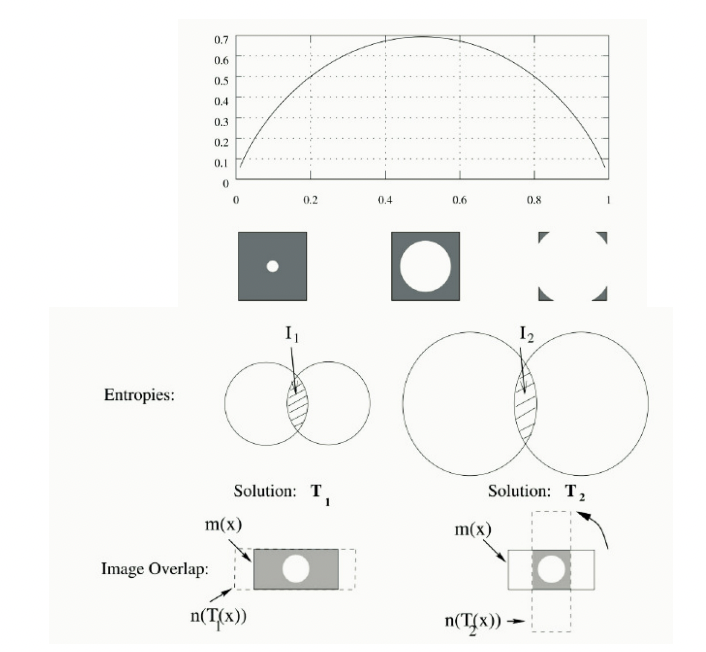 0.7
0.6
0.5
0.4
0.3
0.2
0.1
0
0 0.2 0.4 0.6 0.8 1
I1 I2
Entropies:
Solution: T1 Solution: T2
m(x) m(x)
Image Overlap:
n(T1(x)) n(T2(x))